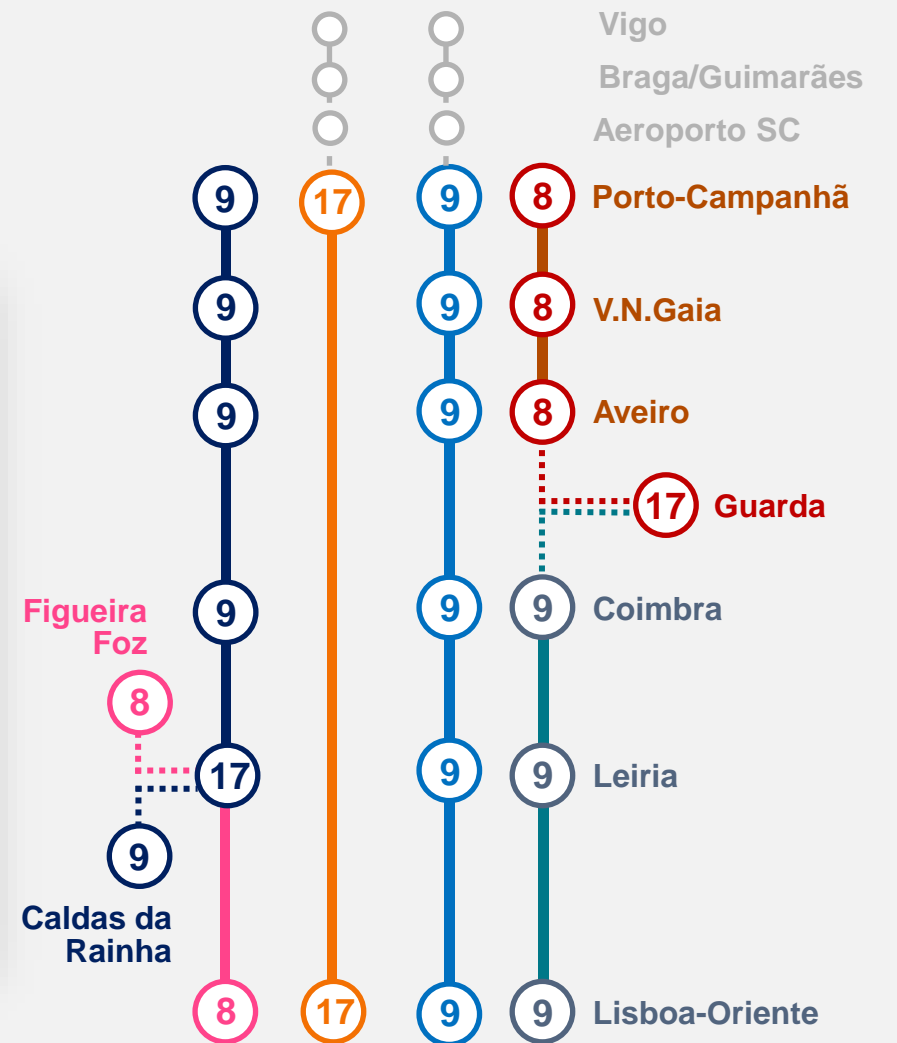 Vigo
Braga/Guimarães
Aeroporto SC
9 17 9 8 Porto-Campanhã
9 9 8 V.N.Gaia
9 9 8 Aveiro
17 Guarda
Figueira
Foz
9 9 9 Coimbra
8
17 9 9 Leiria
9
Caldas da
Rainha
8 17 9 9 Lisboa-Oriente